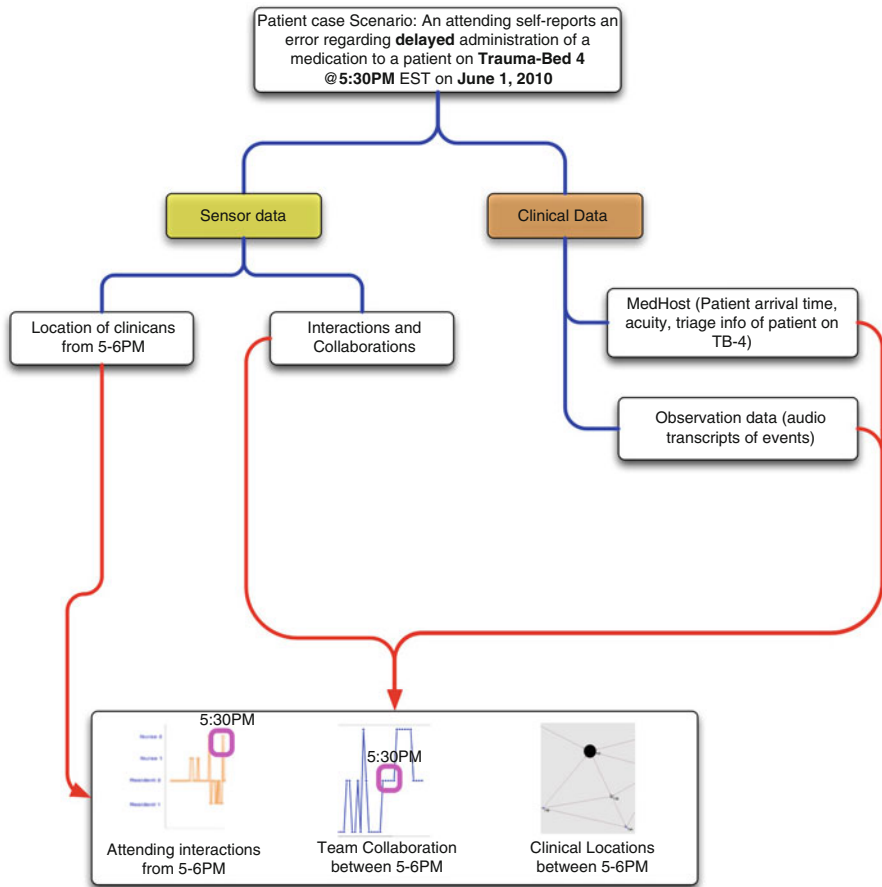 Patient case Scenario: An attending self-reports an
error regarding delayed administration of a
medication to a patient on Trauma-Bed 4
@5:30PM EST on June 1, 2010
Sensor data
Clinical Data
Location of clinicans
from 5-6PM
Interactions and
Collaborations
MedHost (Patient arrival time,
acuity, triage info of patient on
TB-4)
Observation data (audio
transcripts of events)
5:30PM
Nurse 2
Nurse 1
Resident 2
Resident 1
Attending interactions
from 5-6PM
5:30PM
Team Collaboration
between 5-6PM
Clinical Locations
between 5-6PM